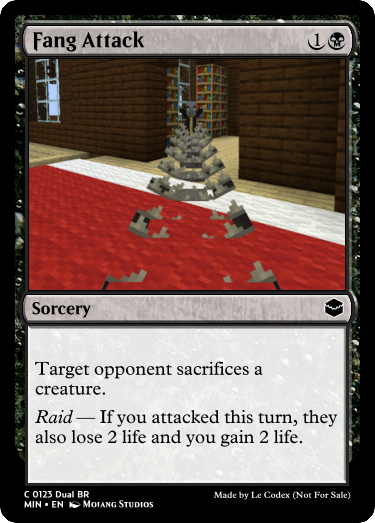 Fang Attack 1
Sorcery
Target opponent sacrifices a
creature.
Raid — If you attacked this turn, they
also lose 2 life and you gain 2 life.
C 0123 Dual BR
MIN • EN Mojang Studios
Made by Le Codex (Not For Sale)